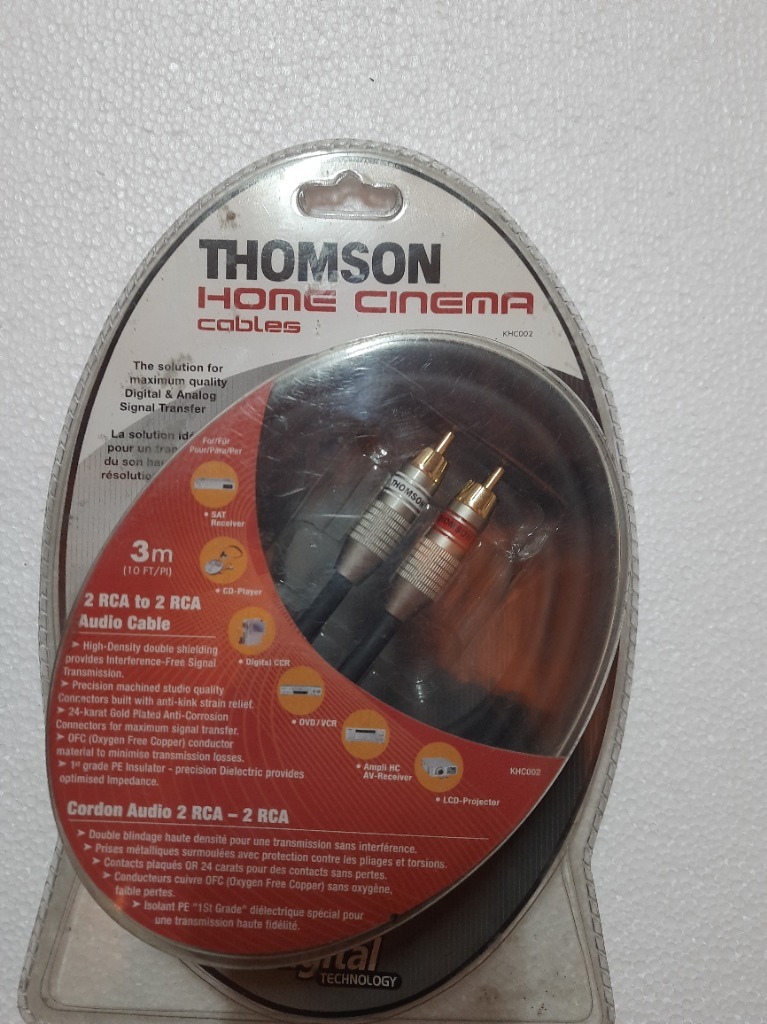 THOMSON
HOME CINEMA
cables
KHC002
The solution for
maximum quality
Digital & Analog
Signal Transfer
La solution
pour un
du son
For/Für
Pour/Para/Per
• SAT
Receiver
3m
(10 FT/PI)
• CD-Player
2 RCA to 2 RCA
Audio Cable
• Digital CCR
➤ High-Density double shielding
provides Interference-Free Signal
Transmission.
➤ Precision machined studio quality
Connectors built with anti-kink strain relief.
➤ 24-karat Gold Plated Anti-Corrosion
Connectors for maximum signal transfer.
➤ OFC (Oxygen Free Copper) conductor
material to minimise transmission losses.
➤ 1st grade PE Insulator - precision Dielectric provides
optimised Impedance.
• DVD/VCR
• Ampli HC
AV-Receiver
• LCD-Projector
KHC002
Cordon Audio 2 RCA – 2 RCA
➤ Double blindage haute densité pour une transmission sans interférence.
➤ Prises métalliques surmoulées avec protection contre les pliages et torsions.
➤ Contacts plaqués OR 24 carats pour des contacts sans pertes.
➤ Conducteurs cuivre OFC (Oxygen Free Copper) sans oxygène,
faible pertes.
➤ Isolant PE "1St Grade" diélectrique spécial pour
une transmission haute fidélité.
THOMSON
TECHNOLOGY